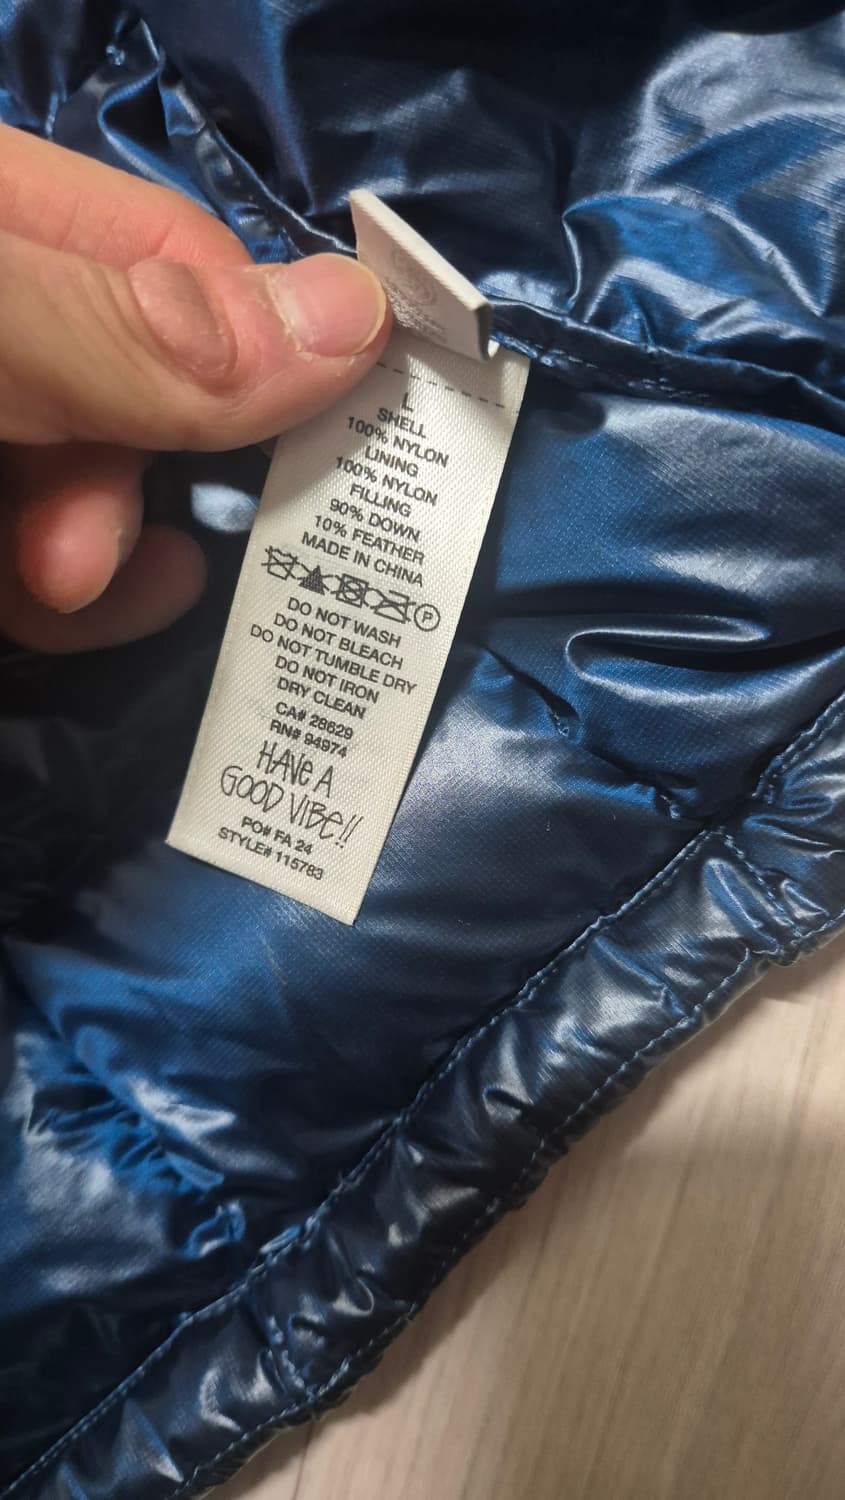 L
SHELL
100% NYLON
LINING
100% NYLON
FILLING
90% DOWN
10% FEATHER
MADE IN CHINA
P
DO NOT WASH
DO NOT BLEACH
DO NOT TUMBLE DRY
DO NOT IRON
DRY CLEAN
CA# 28629
RN# 94974
HAVE A
GOOD VIBE!!
PO# FA 24
STYLE# 115783